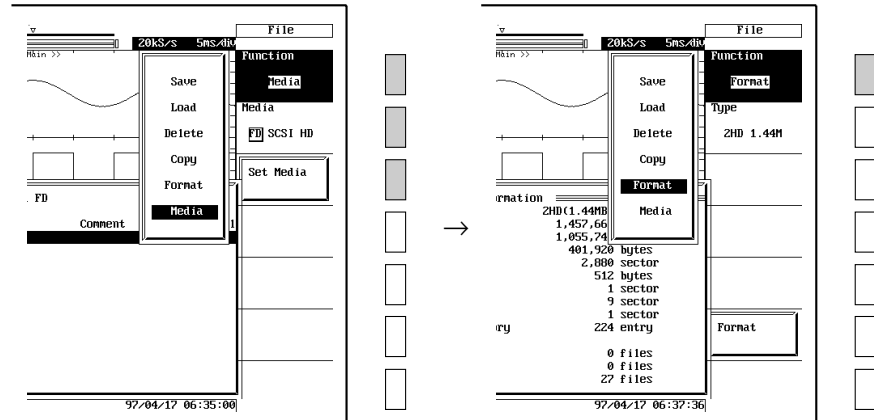 File
20kS/s 5ms/div
Main >>
Function
Media
Save
Load
Delete
Copy
Format
Media
Media
FD SCSI HD
Set Media
FD
Comment
97/04/17 06:35:00
→
File
20kS/s 5ms/div
Main >>
Function
Format
Save
Load
Delete
Copy
Format
Media
Type
2HD 1.44M
rmation
2HD(1.44MB
1,457,66
1,055,74
401,920 bytes
2,880 sector
512 bytes
1 sector
9 sector
1 sector
ry 224 entry
0 files
0 files
27 files
Format
97/04/17 06:37:36